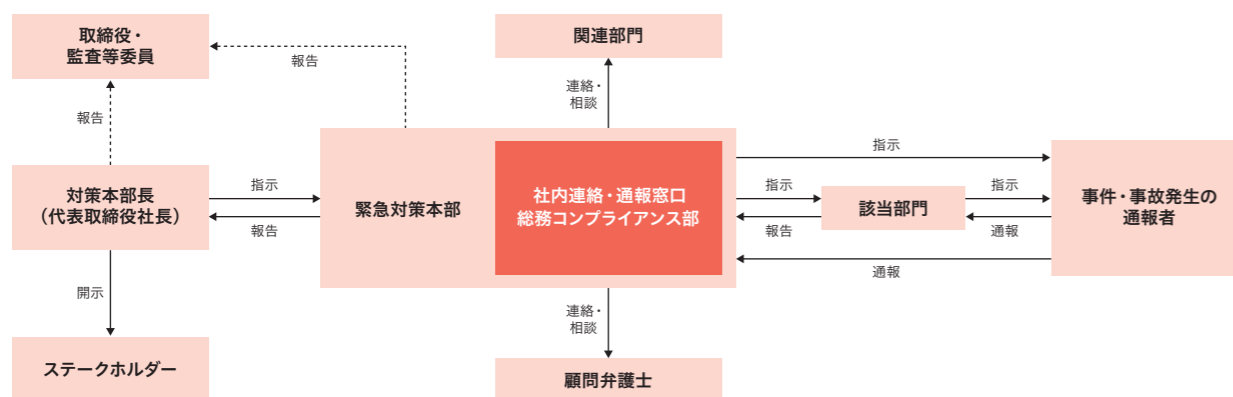 取締役・
監査等委員
報告
関連部門
連絡・
相談
報告
対策本部長
（代表取締役社長）
指示
報告
緊急対策本部
社内連絡・通報窓口
総務コンプライアンス部
指示
指示
報告
該当部門
指示
通報
通報
事件・事故発生の
通報者
開示
ステークホルダー
連絡・
相談
顧問弁護士